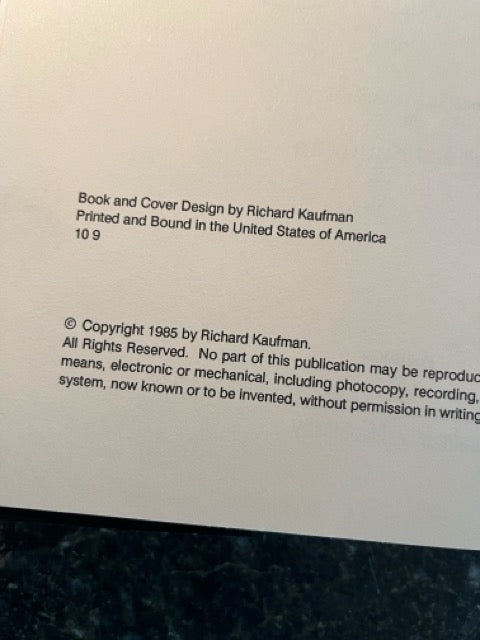 Book and Cover Design by Richard Kaufman
Printed and Bound in the United States of America
10 9
© Copyright 1985 by Richard Kaufman.
All Rights Reserved. No part of this publication may be reproduc
means, electronic or mechanical, including photocopy, recording,
system, now known or to be invented, without permission in writing